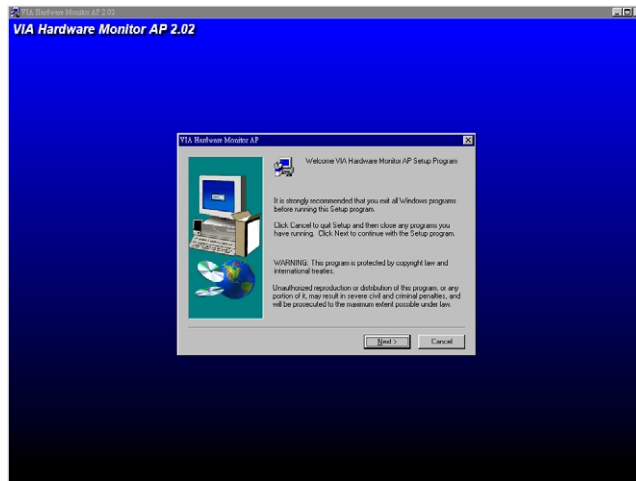 VIA Hardware Monitor AP 2.02
VIA Hardware Monitor AP 2.02
VIA Hardware Monitor AP
Welcome VIA Hardware Monitor AP Setup Program
It is strongly recommended that you exit all Windows programs
before running this Setup program.
Click Cancel to quit Setup and then close any programs you
have running. Click Next to continue with the Setup program.
WARNING: This program is protected by copyright law and
international treaties.
Unauthorized reproduction or distribution of this program, or any
portion of it, may result in severe civil and criminal penalties, and
will be prosecuted to the maximum extent possible under law.
Next >
Cancel